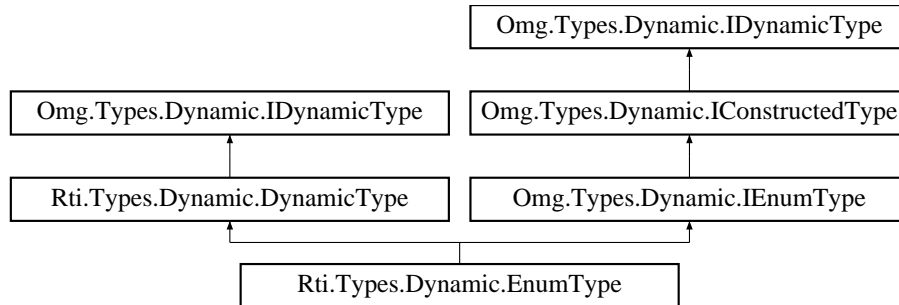 Omg.Types.Dynamic.IDynamicType
Omg.Types.Dynamic.IDynamicType
Omg.Types.Dynamic.IConstructedType
Rti.Types.Dynamic.DynamicType
Omg.Types.Dynamic.IEnumType
Rti.Types.Dynamic.EnumType